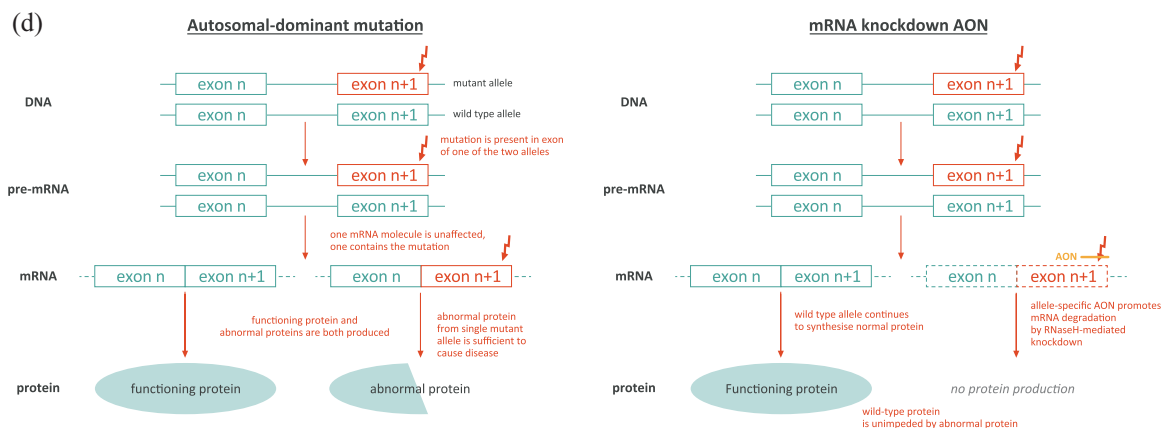 (d)
Autosomal-dominant mutation
DNA
exon n
exon n+1
mutant allele
exon n
exon n+1
wild type allele
mutation is present in exon
of one of the two alleles
pre-mRNA
exon n
exon n+1
exon n
exon n+1
one mRNA molecule is unaffected,
one contains the mutation
mRNA
exon n
exon n+1
exon n
exon n+1
functioning protein and
abnormal proteins are both produced
abnormal protein
from single mutant
allele is sufficient to
cause disease
protein
functioning protein
abnormal protein
mRNA knockdown AON
DNA
exon n
exon n+1
exon n
exon n+1
pre-mRNA
exon n
exon n+1
exon n
exon n+1
mRNA
exon n
exon n+1
AON
exon n
exon n+1
wild type allele continues
to synthesise normal protein
allele-specific AON promotes
mRNA degradation
by RNaseH-mediated
knockdown
protein
Functioning protein
no protein production
wild-type protein
is unimpeded by abnormal protein